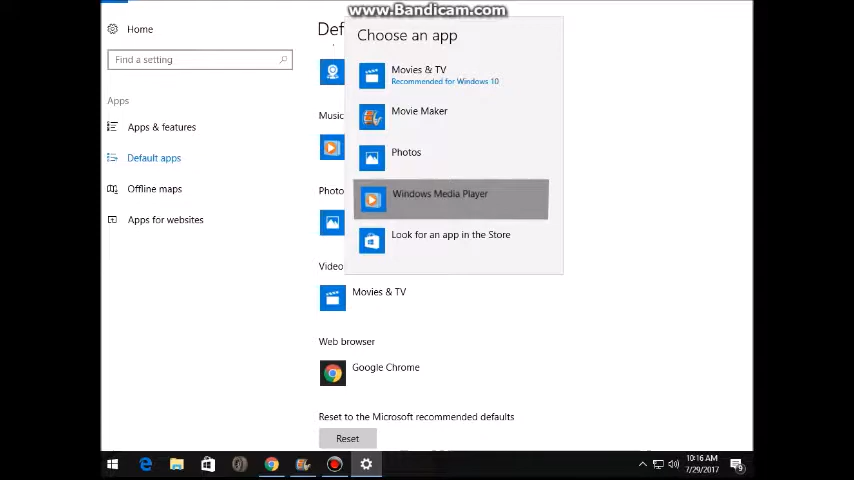 www.Bandicam.com
Home
Find a setting
Apps
Apps & features
Default apps
Offline maps
Apps for websites
Def
Choose an app
Movies & TV
Recommended for Windows 10
Movie Maker
Photos
Windows Media Player
Look for an app in the Store
Music
Photo
Video
Movies & TV
Web browser
Google Chrome
Reset to the Microsoft recommended defaults
Reset
10:16 AM
7/29/2017
9